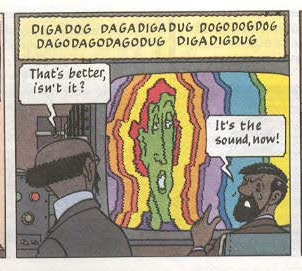 DIGADOG DAGADIGADUG DOGODOGDOG
DAGODAGODAGODUG DIGADIGDUG
That's better,
isn't it?
It's the
sound, now!